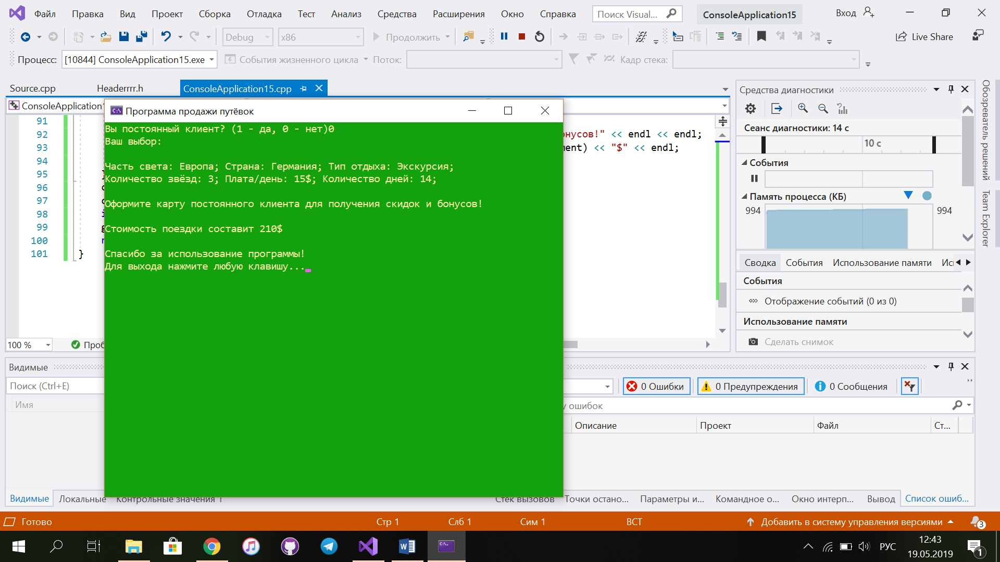 Файл Правка Вид Проект Сборка Отладка Тест Анализ Средства Расширения Окно Справка Поиск Visual... ConsoleApplication15 Вход
Debug x86 Продолжить Live Share
Процесс: [10844] ConsoleApplication15.exe События жизненного цикла Поток: Кадр стека:
Source.cpp Headerrrr.h ConsoleApplication15.cpp
ConsoleApplication1
Программа продажи путёвок
Вы постоянный клиент? (1 - да, 0 - нет)0
Ваш выбор:
Часть света: Европа; Страна: Германия; Тип отдыха: Экскурсия;
Количество звёзд: 3; Плата/день: 15$; Количество дней: 14;
Оформите карту постоянного клиента для получения скидок и бонусов!
Стоимость поездки составит 210$
Спасибо за использование программы!
Для выхода нажмите любую клавишу...
91
92
93
94
95
96
97
98
99
100
101 }
онусов!" << endl << endl;
ment) << "$" << endl;
100 % Проб
Средства диагностики
Сеанс диагностики: 14 с
10 с
События
Память процесса (КБ)
994 994
Сводка События Использование памяти Ис
События
Отображение событий (0 из 0)
Использование памяти
Сделать снимок
Обозреватель решений
Team Explorer
Видимые
Поиск (Ctrl+E)
Имя
0 Ошибки 0 Предупреждения 0 Сообщения
у ошибок
Описание Проект Файл Ст...
Видимые Локальные Контрольные значения 1
Стек вызовов Точки остано... Параметры и... Командное о... Окно интерп... Вывод Список ошиб...
Готово Стр 1 Слб 1 Сим 1 ВСТ Добавить в систему управления версиями 3
РУС 12:43
19.05.2019 1